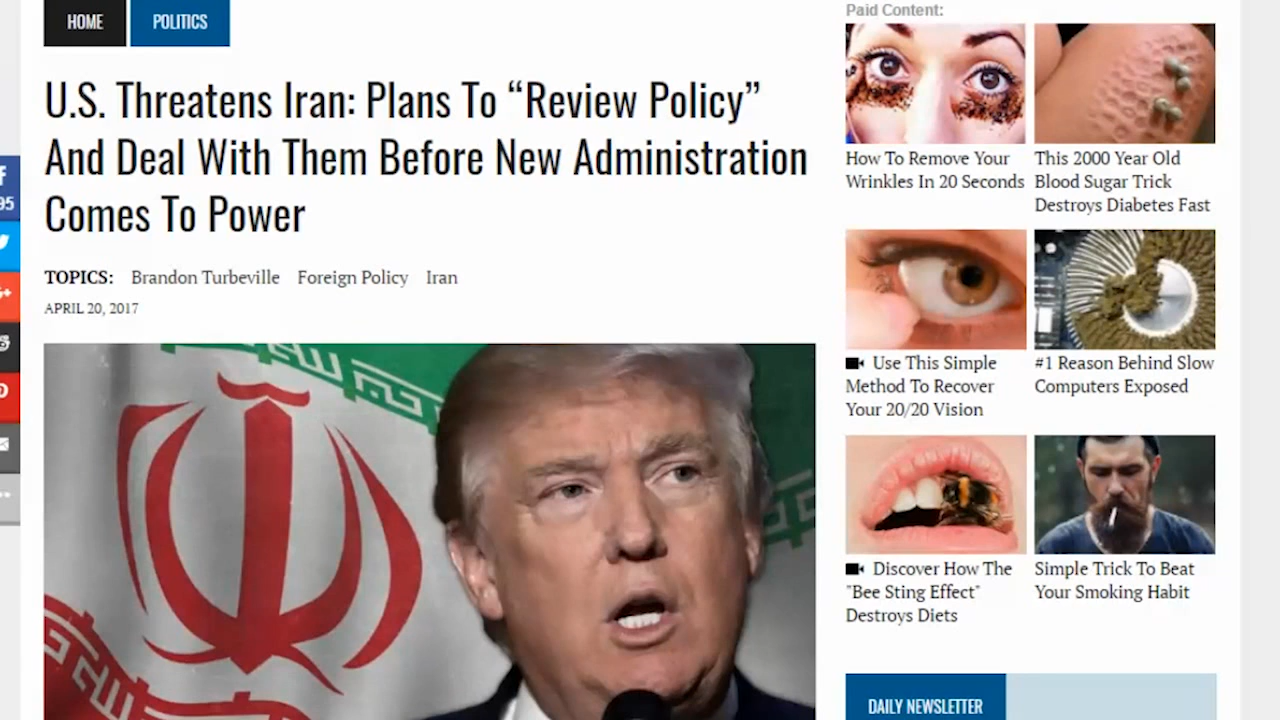 HOME
POLITICS
U.S. Threatens Iran: Plans To “Review Policy”
And Deal With Them Before New Administration
Comes To Power
TOPICS: Brandon Turbeville Foreign Policy Iran
APRIL 20, 2017
95
Paid Content:
How To Remove Your
Wrinkles In 20 Seconds
This 2000 Year Old
Blood Sugar Trick
Destroys Diabetes Fast
Use This Simple
Method To Recover
Your 20/20 Vision
#1 Reason Behind Slow
Computers Exposed
Discover How The
"Bee Sting Effect"
Destroys Diets
Simple Trick To Beat
Your Smoking Habit
DAILY NEWSLETTER